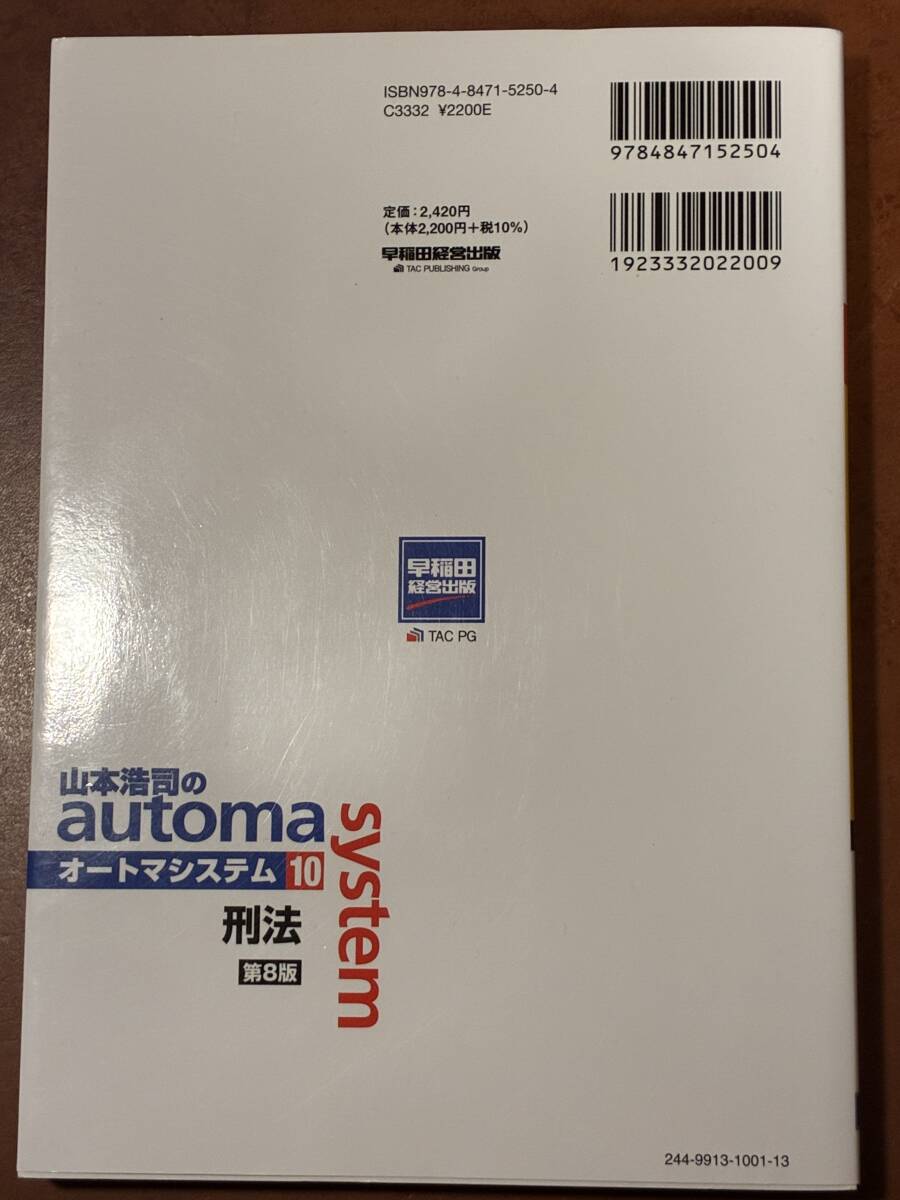 ISBN978-4-8471-5250-4
C3332 ¥2200E
9784847152504
定価:2,420円
(本体2,200円+税10%)
早稲田経営出版
TAC PUBLISHING Group
1923332022009
早稲田
経営出版
TAC PG
山本浩司の
automa
system
オートマシステム 10
刑法
第8版
244-9913-1001-13